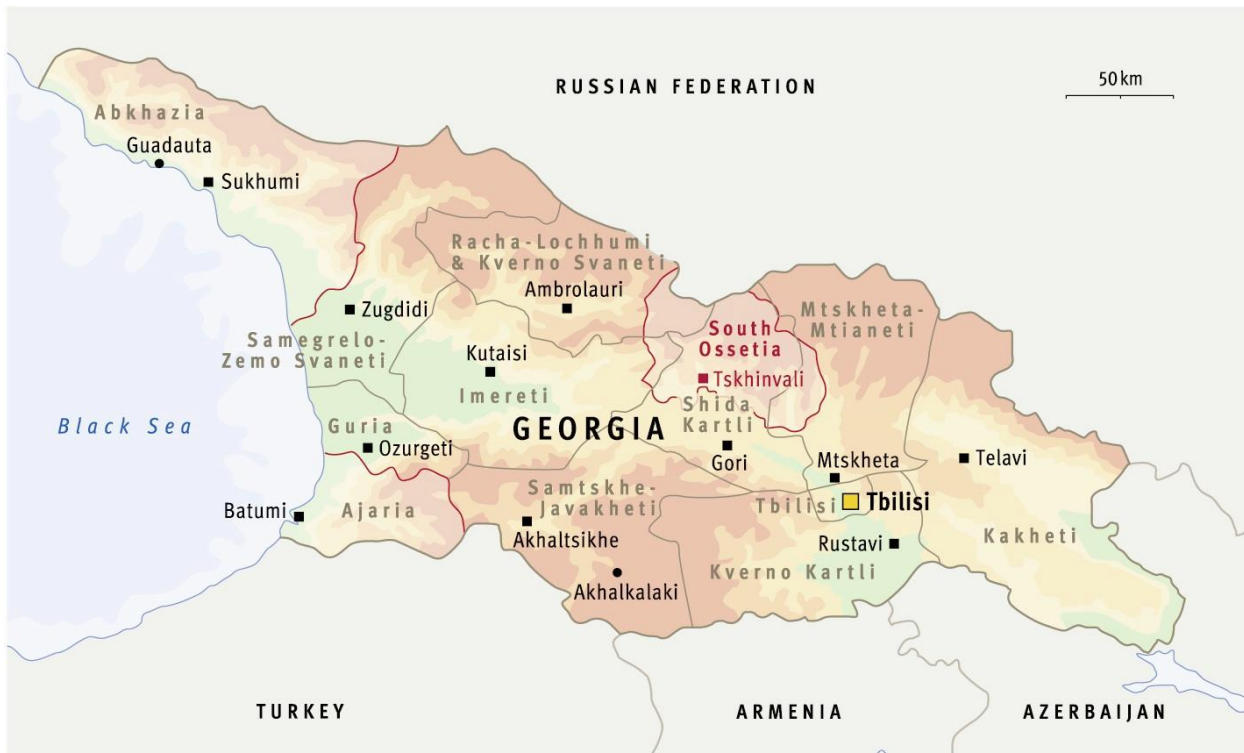 RUSSIAN FEDERATION
50 km
Abkhazia
Guadauta
Sukhumi
Racha-Lochhumi
& Kverno Svaneti
Ambrolauri
Zugdidi
Samegrelo-
Zemo Svaneti
Kutaisi
Imereti
South
Ossetia
Tskhinvali
Mtskheta-
Mtianeti
Shida
Kartli
Black Sea
Guria
Ozurgeti
GEORGIA
Gori
Mtskheta
Telavi
Batumi
Ajaria
Samtskhe-
Javakheti
Akhaltsikhe
Tbilisi
Tbilisi
Rustavi
Kakheti
Kverno Kartli
Akhalkalaki
TURKEY
ARMENIA
AZERBAIJAN